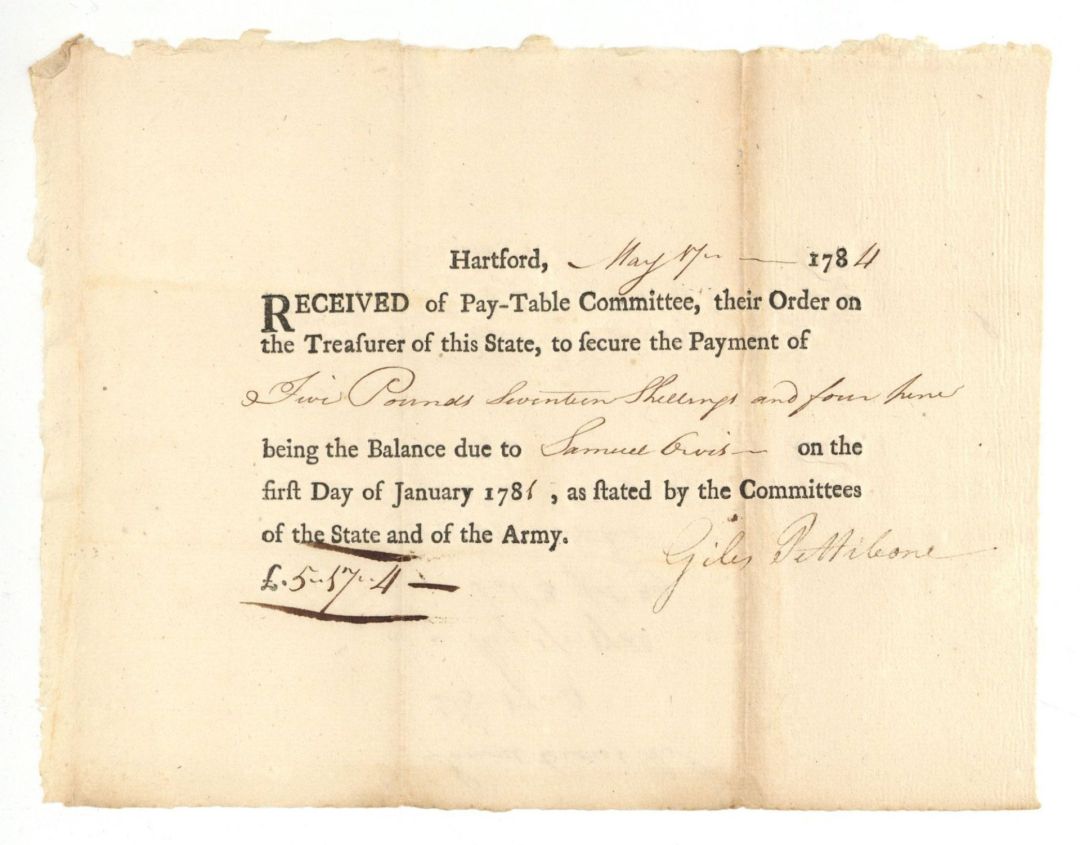 Hartford, May 17th 1784
RECEIVED of Pay-Table Committee, their Order on
the Treaſurer of this State, to ſecure the Payment of
Five Pounds Seventeen Shillings and four
being the Balance due to Samuel on the
firſt Day of January 1781, as ſtated by the Committees
of the State and of the Army.
Giles Pettibone
£. 5 17 4